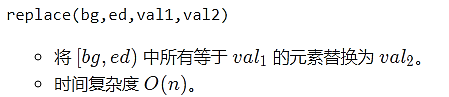 replace(bg,ed,val1,val2)
将 [bg, ed) 中所有等于 val₁ 的元素替换为 val₂。
时间复杂度 O(n)。